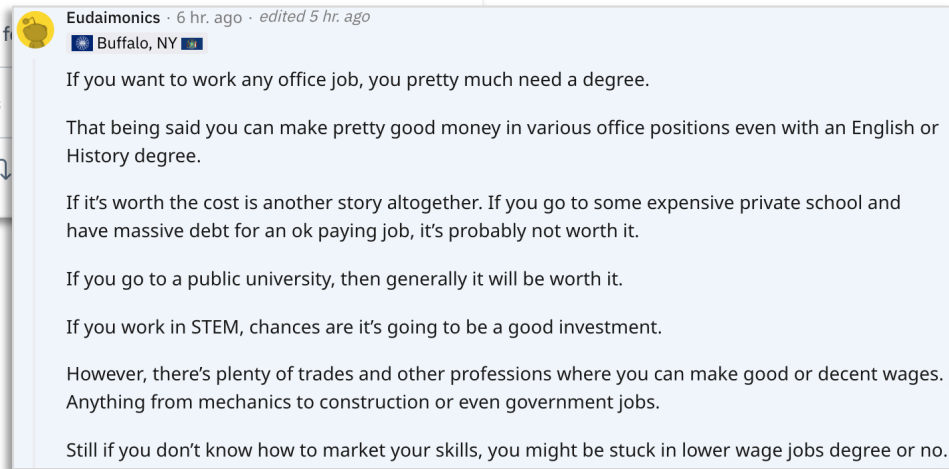 Eudaimonics · 6 hr. ago · edited 5 hr. ago
Buffalo, NY
If you want to work any office job, you pretty much need a degree.
That being said you can make pretty good money in various office positions even with an English or
History degree.
If it’s worth the cost is another story altogether. If you go to some expensive private school and
have massive debt for an ok paying job, it’s probably not worth it.
If you go to a public university, then generally it will be worth it.
If you work in STEM, chances are it’s going to be a good investment.
However, there’s plenty of trades and other professions where you can make good or decent wages.
Anything from mechanics to construction or even government jobs.
Still if you don’t know how to market your skills, you might be stuck in lower wage jobs degree or no.